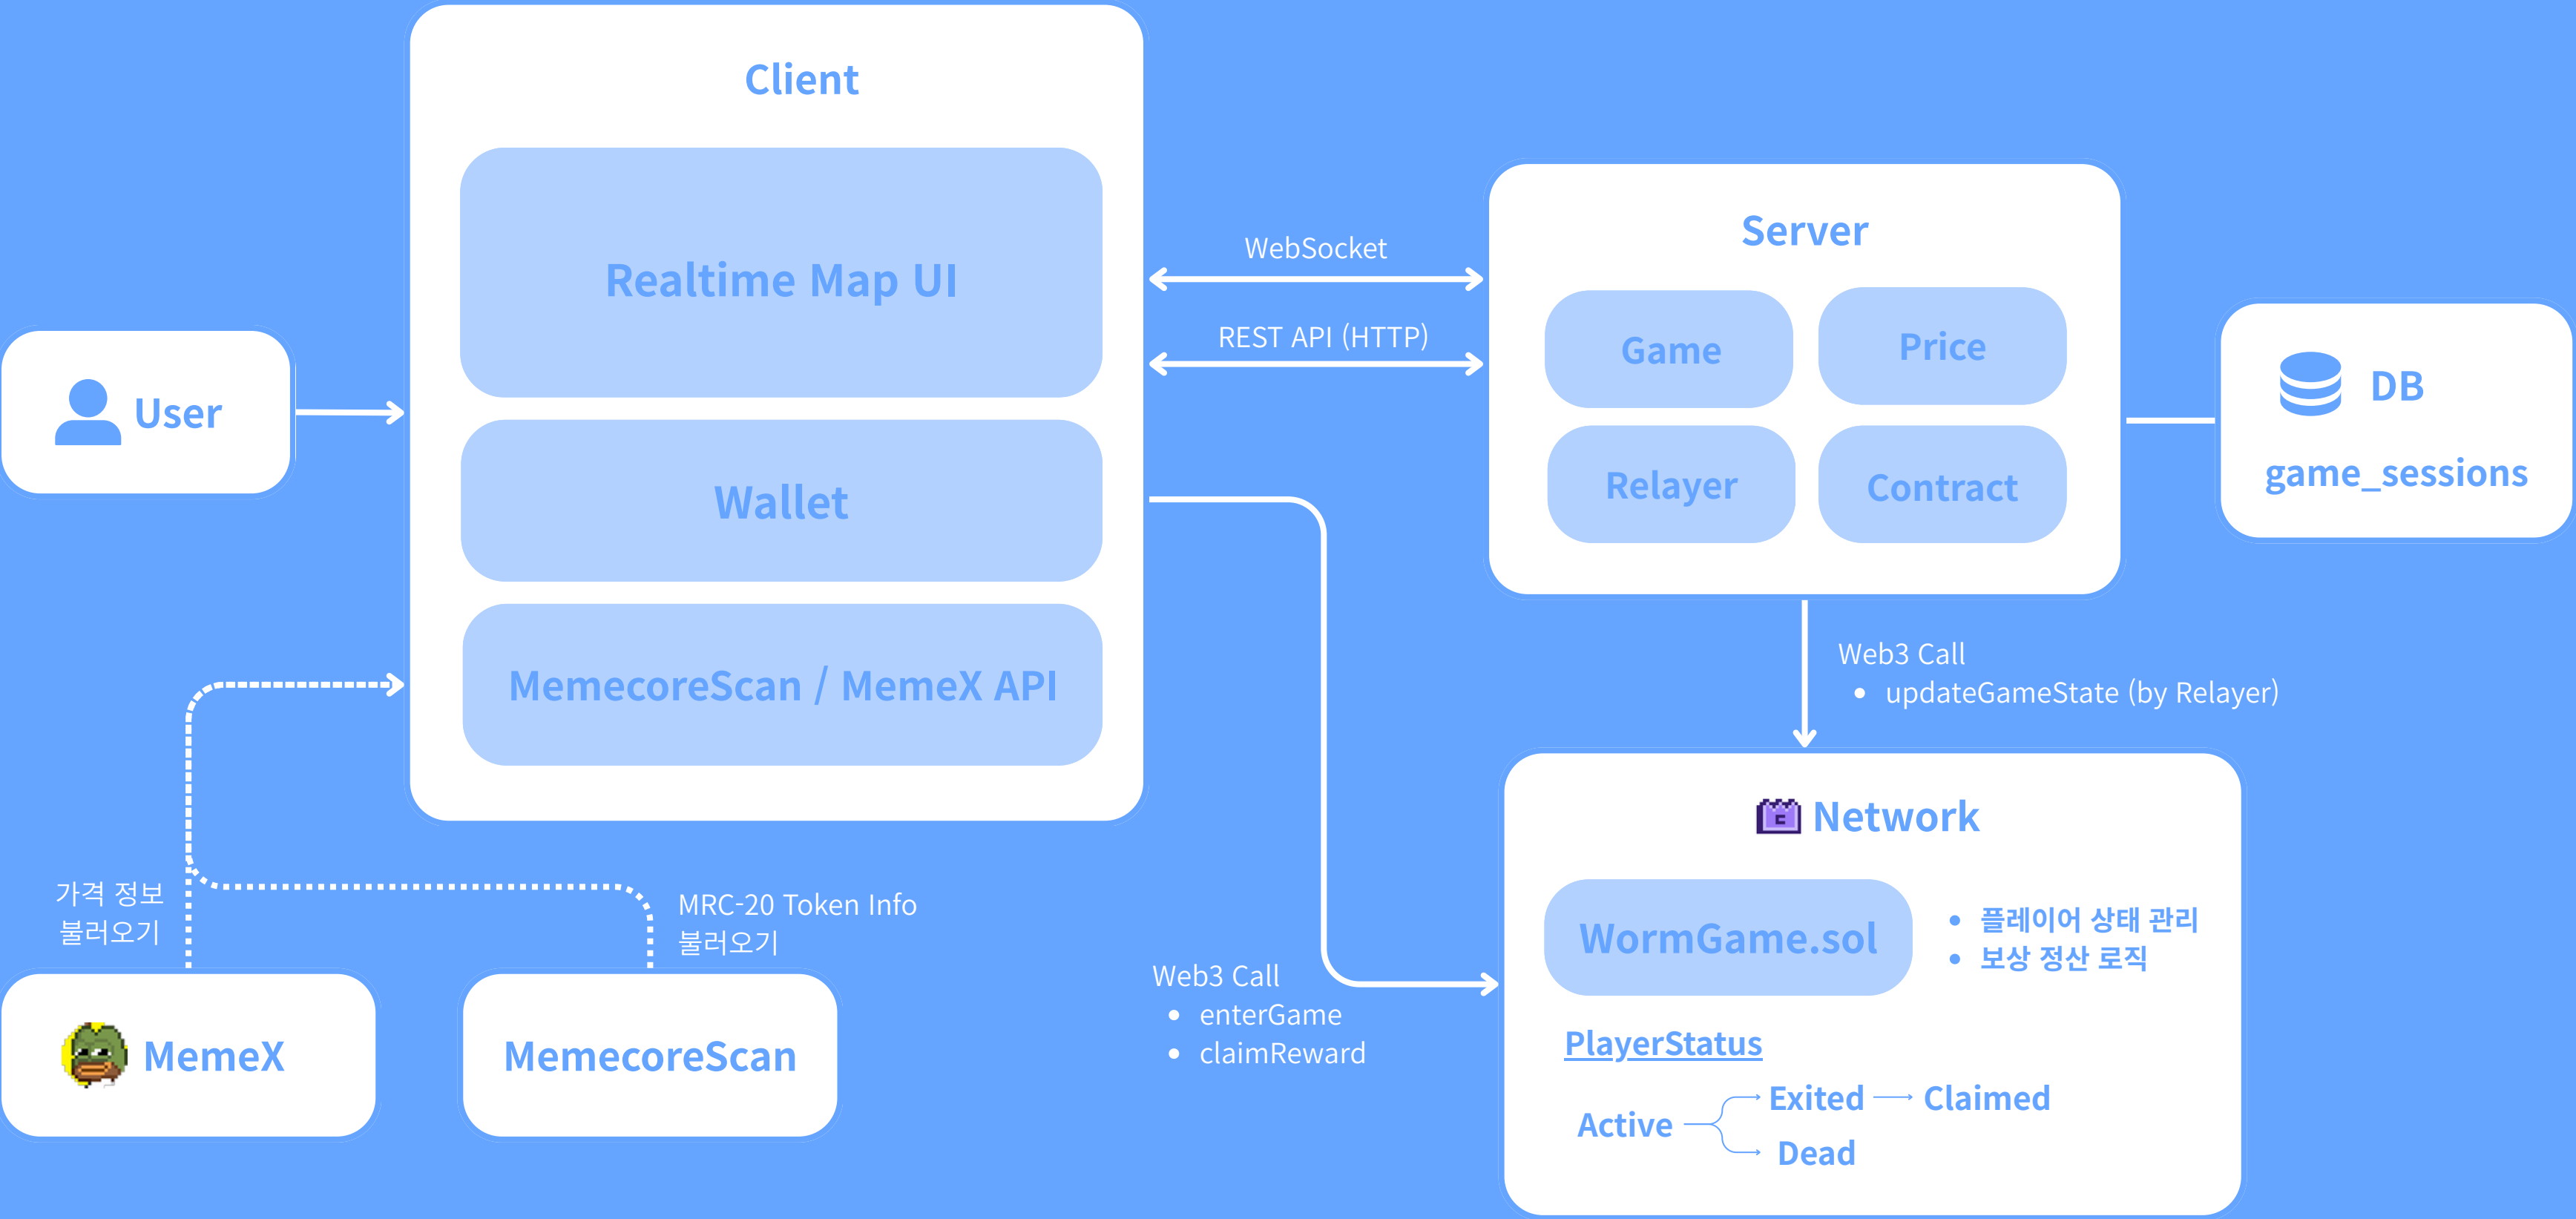 Client
Realtime Map UI
Wallet
MemecoreScan / MemeX API
User
WebSocket
REST API (HTTP)
Server
Game
Price
Relayer
Contract
DB
game_sessions
Web3 Call
• updateGameState (by Relayer)
가격 정보
불러오기
MRC-20 Token Info
불러오기
MemeX
MemecoreScan
Web3 Call
• enterGame
• claimReward
Network
WormGame.sol
• 플레이어 상태 관리
• 보상 정산 로직
PlayerStatus
Active
Exited
Claimed
Dead